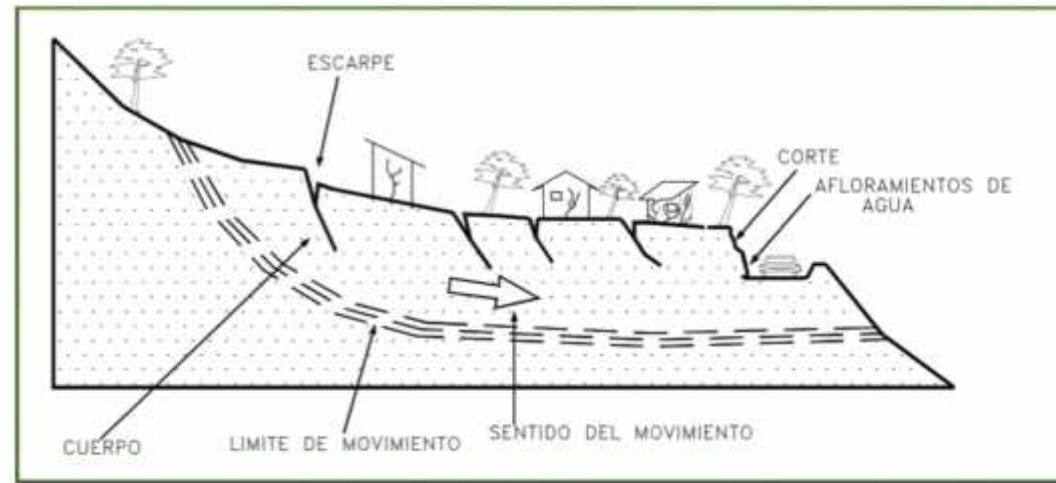 ESCARPE
CORTE
AFLORAMIENTOS DE
AGUA
CUERPO
LIMITE DE MOVIMIENTO
SENTIDO DEL MOVIMIENTO